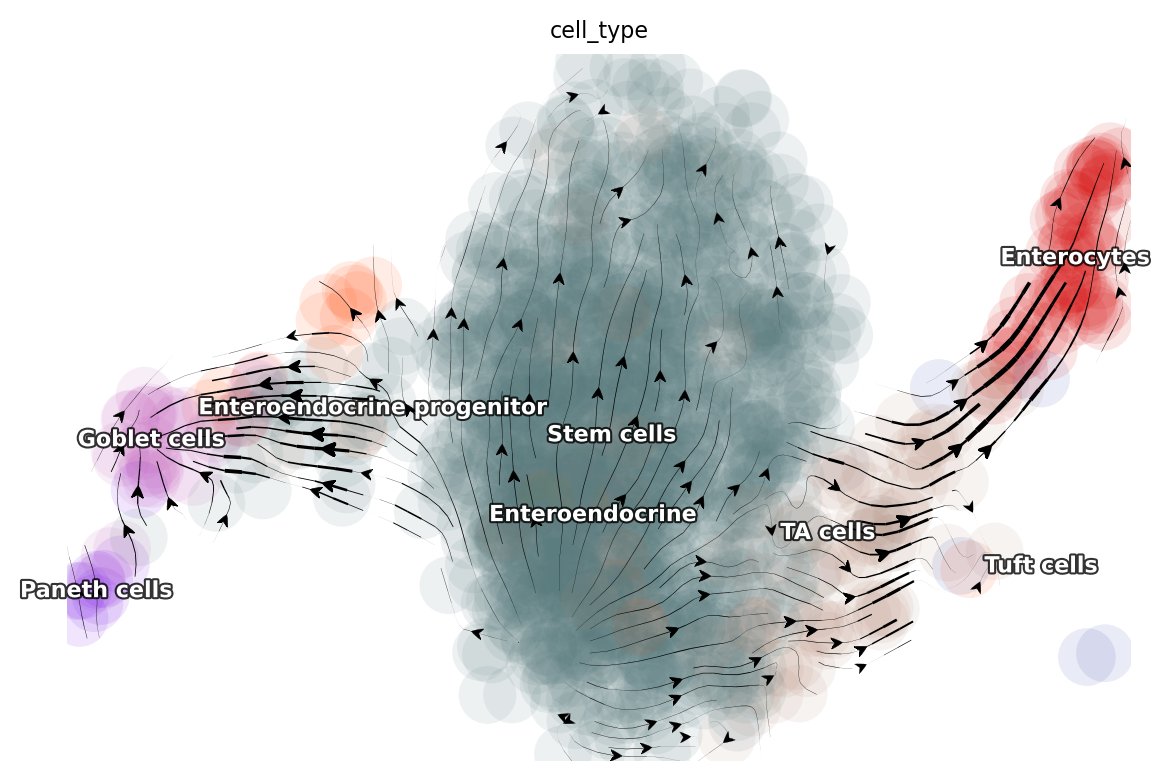 cell_type
Enterocytes
Enteroendocrine progenitor
Goblet cells
Stem cells
Enteroendocrine
TA cells
Tuft cells
Paneth cells